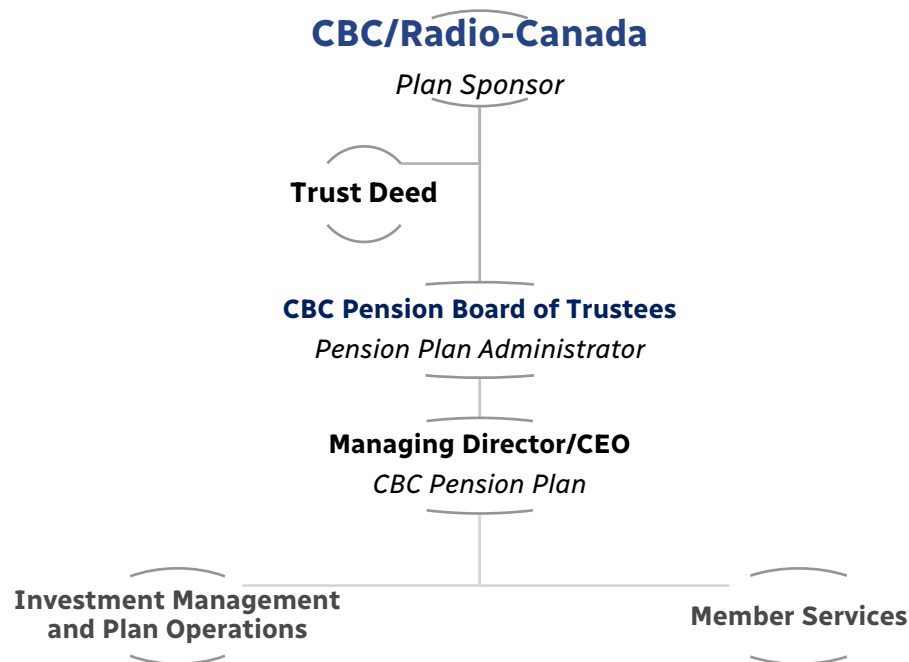 CBC/Radio-Canada
Plan Sponsor
Trust Deed
CBC Pension Board of Trustees
Pension Plan Administrator
Managing Director/CEO
CBC Pension Plan
Investment Management
and Plan Operations
Member Services